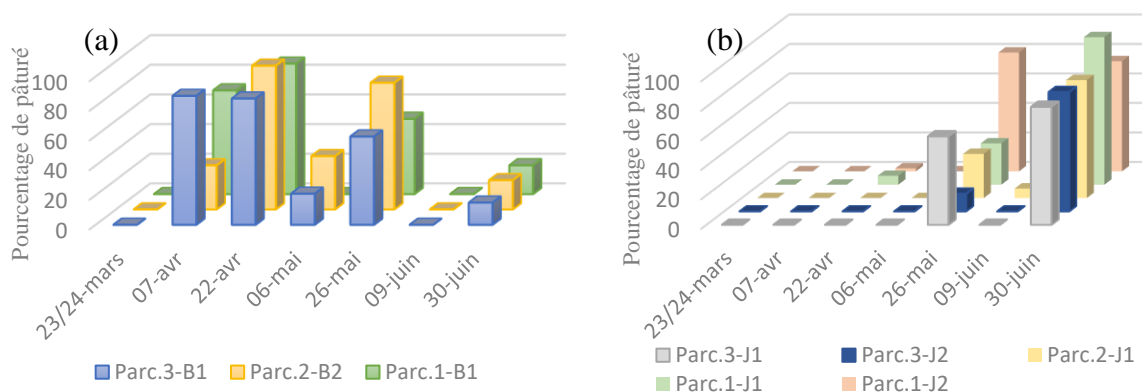 (a)
Pourcentage de pâturé
100
80
60
40
20
0
23/24-mars
07-avr
22-avr
06-mai
26-mai
09-juin
30-juin
Parc.3-B1 Parc.2-B2 Parc.1-B1
(b)
Pourcentage de pâturé
100
80
60
40
20
0
23/24-mars
07-avr
22-avr
06-mai
26-mai
09-juin
30-juin
Parc.3-J1 Parc.3-J2 Parc.2-J1
Parc.1-J1 Parc.1-J2